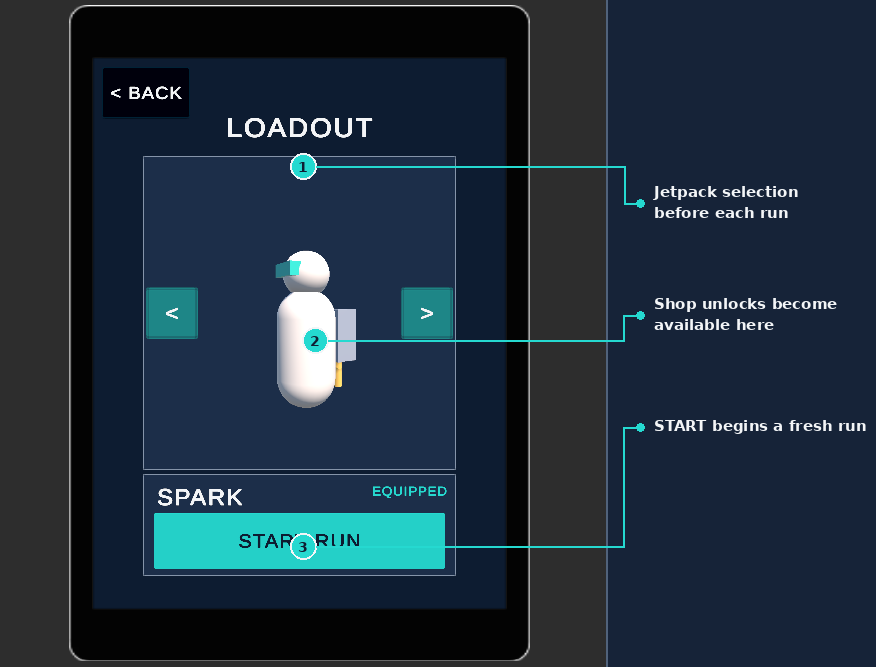 < BACK
LOADOUT
1
Jetpack selection
before each run
<
>
Shop unlocks become
available here
2
START begins a fresh run
SPARK
EQUIPPED
RUN
3